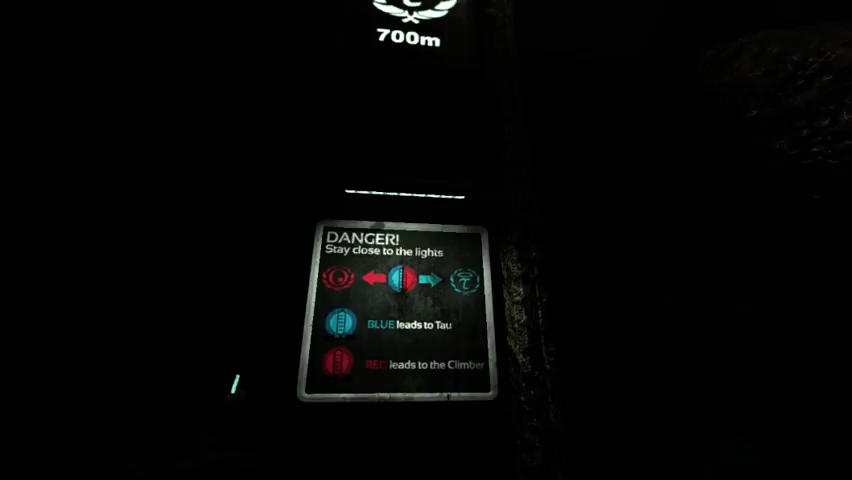 700m
DANGER!
Stay close to the lights
BLUE leads to Tau
RED leads to the Climber